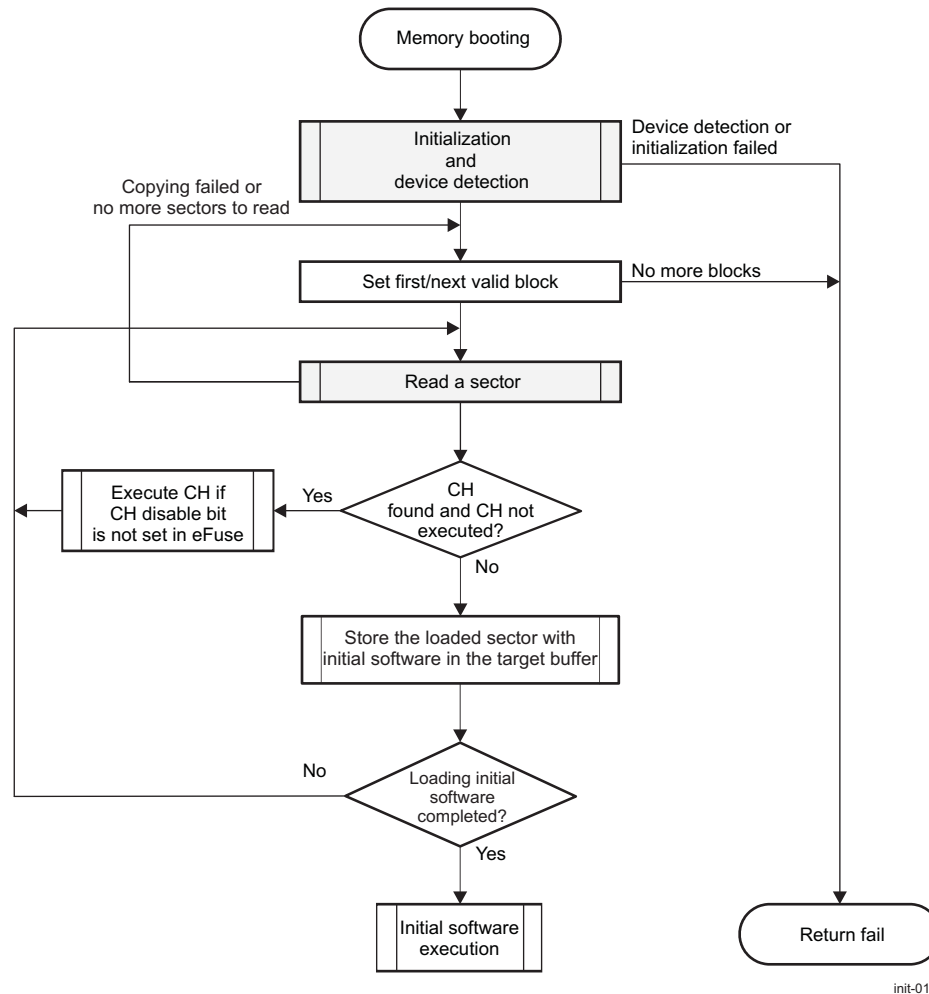 Memory booting
Initialization
and
device detection
Device detection or
initialization failed
Copying failed or
no more sectors to read
Set first/next valid block
No more blocks
Read a sector
CH
found and CH not
executed?
Yes
Execute CH if
CH disable bit
is not set in eFuse
No
Store the loaded sector with
initial software in the target buffer
Loading initial
software
completed?
No
Yes
Initial software
execution
Return fail
init-01